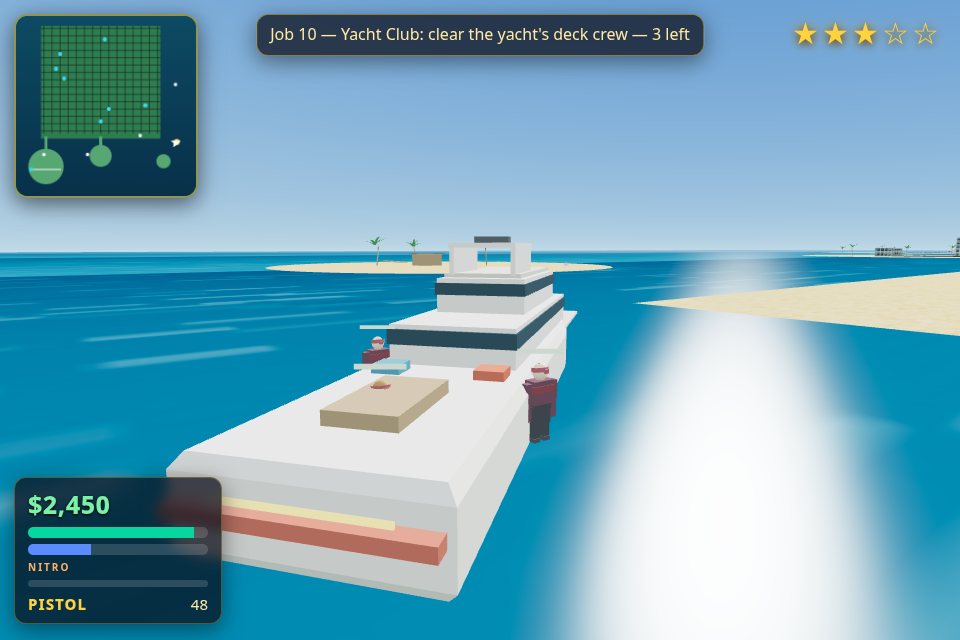 Job 10 — Yacht Club: clear the yacht's deck crew — 3 left
★★★☆☆
$2,450
NITRO
PISTOL 48